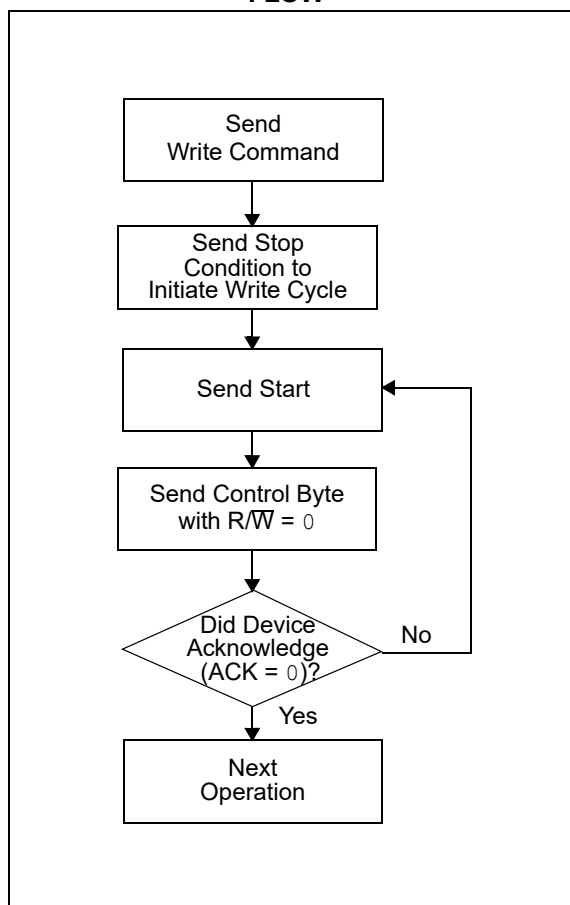 Send
Write Command
Send Stop
Condition to
Initiate Write Cycle
Send Start
Send Control Byte
with R/W̅ = 0
Did Device
Acknowledge
(ACK = 0)?
No
Yes
Next
Operation